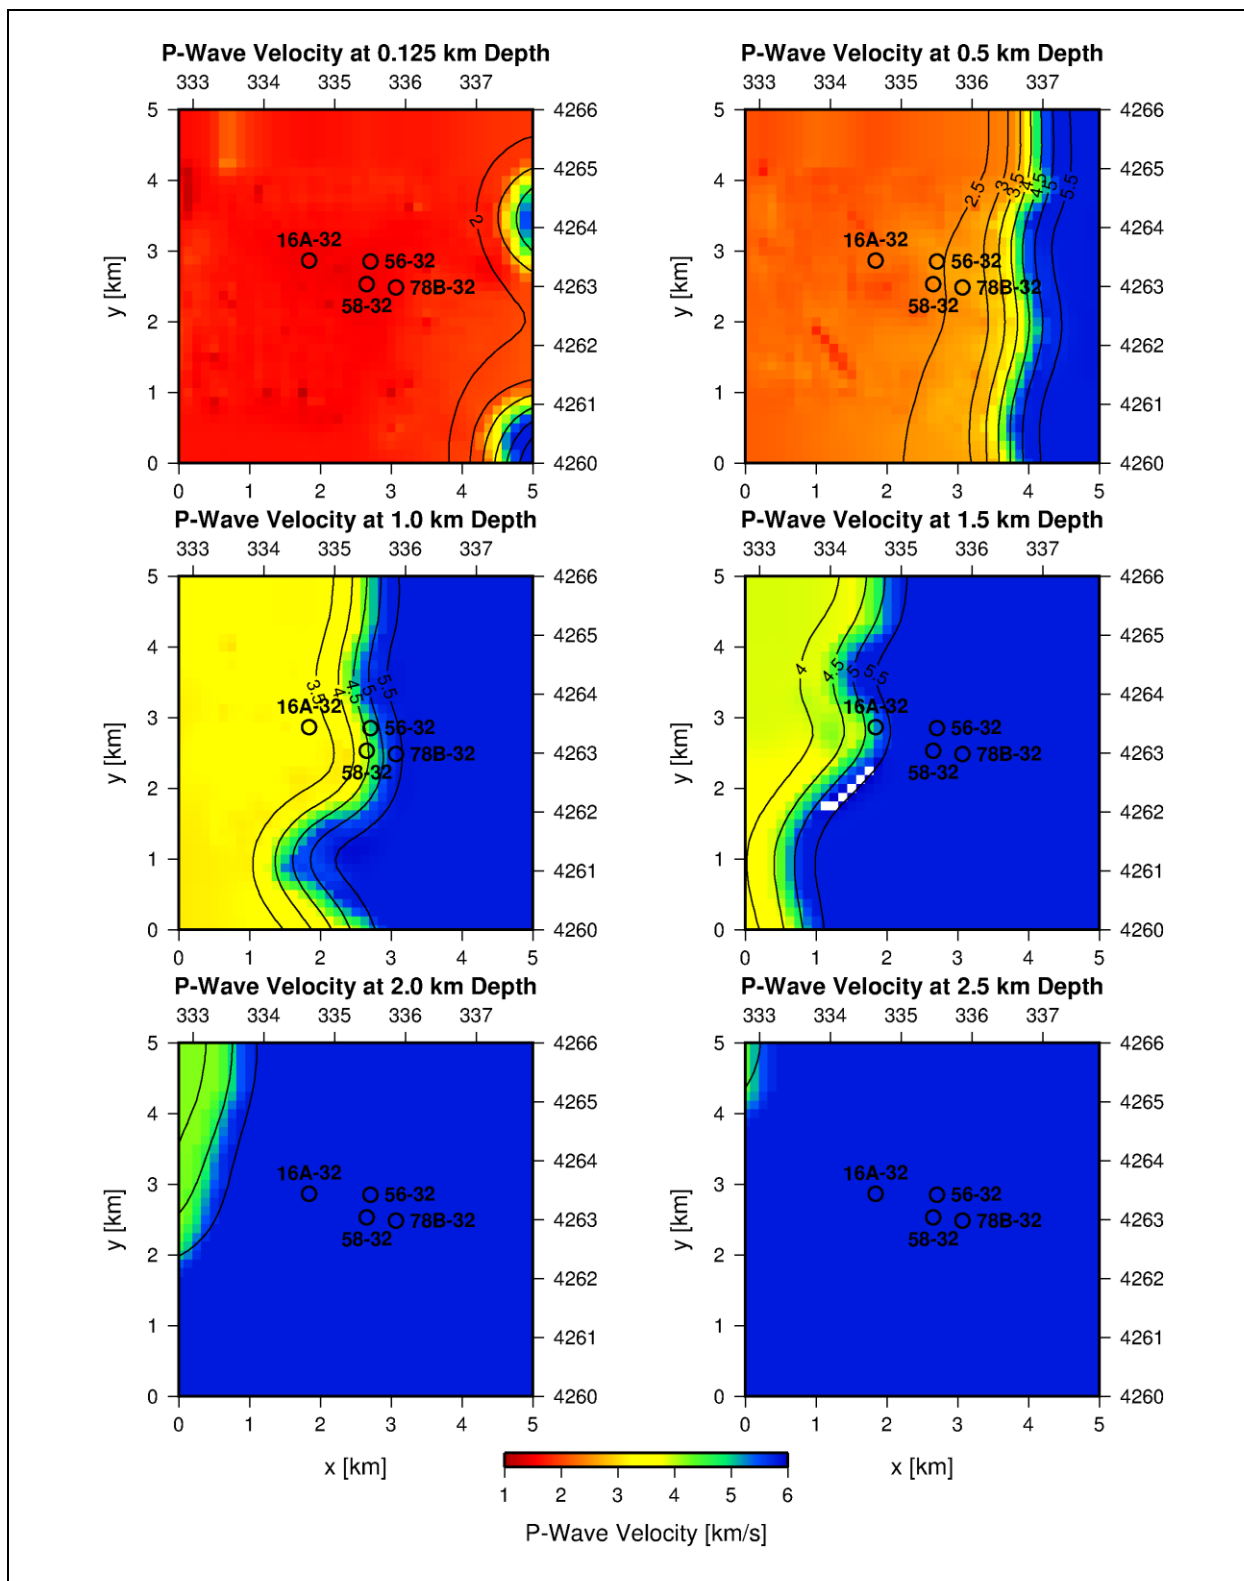 P-Wave Velocity at 0.125 km Depth
333 334 335 336 337
5 4 3 2 1 0
y [km]
2
16A-32
56-32
58-32
78B-32
4266 4265 4264 4263 4262 4261 4260
0 1 2 3 4 5
P-Wave Velocity at 0.5 km Depth
333 334 335 336 337
5 4 3 2 1 0
y [km]
2.5 3 3.5 4 4.5 5 5.5
16A-32
56-32
58-32
78B-32
4266 4265 4264 4263 4262 4261 4260
0 1 2 3 4 5
P-Wave Velocity at 1.0 km Depth
333 334 335 336 337
5 4 3 2 1 0
y [km]
3.5 4 4.5 5 5.5
16A-32
56-32
58-32
78B-32
4266 4265 4264 4263 4262 4261 4260
0 1 2 3 4 5
P-Wave Velocity at 1.5 km Depth
333 334 335 336 337
5 4 3 2 1 0
y [km]
4 4.5 5 5.5
16A-32
56-32
58-32
78B-32
4266 4265 4264 4263 4262 4261 4260
0 1 2 3 4 5
P-Wave Velocity at 2.0 km Depth
333 334 335 336 337
5 4 3 2 1 0
y [km]
16A-32
56-32
58-32
78B-32
4266 4265 4264 4263 4262 4261 4260
0 1 2 3 4 5
x [km]
P-Wave Velocity at 2.5 km Depth
333 334 335 336 337
5 4 3 2 1 0
y [km]
16A-32
56-32
58-32
78B-32
4266 4265 4264 4263 4262 4261 4260
0 1 2 3 4 5
x [km]
1 2 3 4 5 6
P-Wave Velocity [km/s]